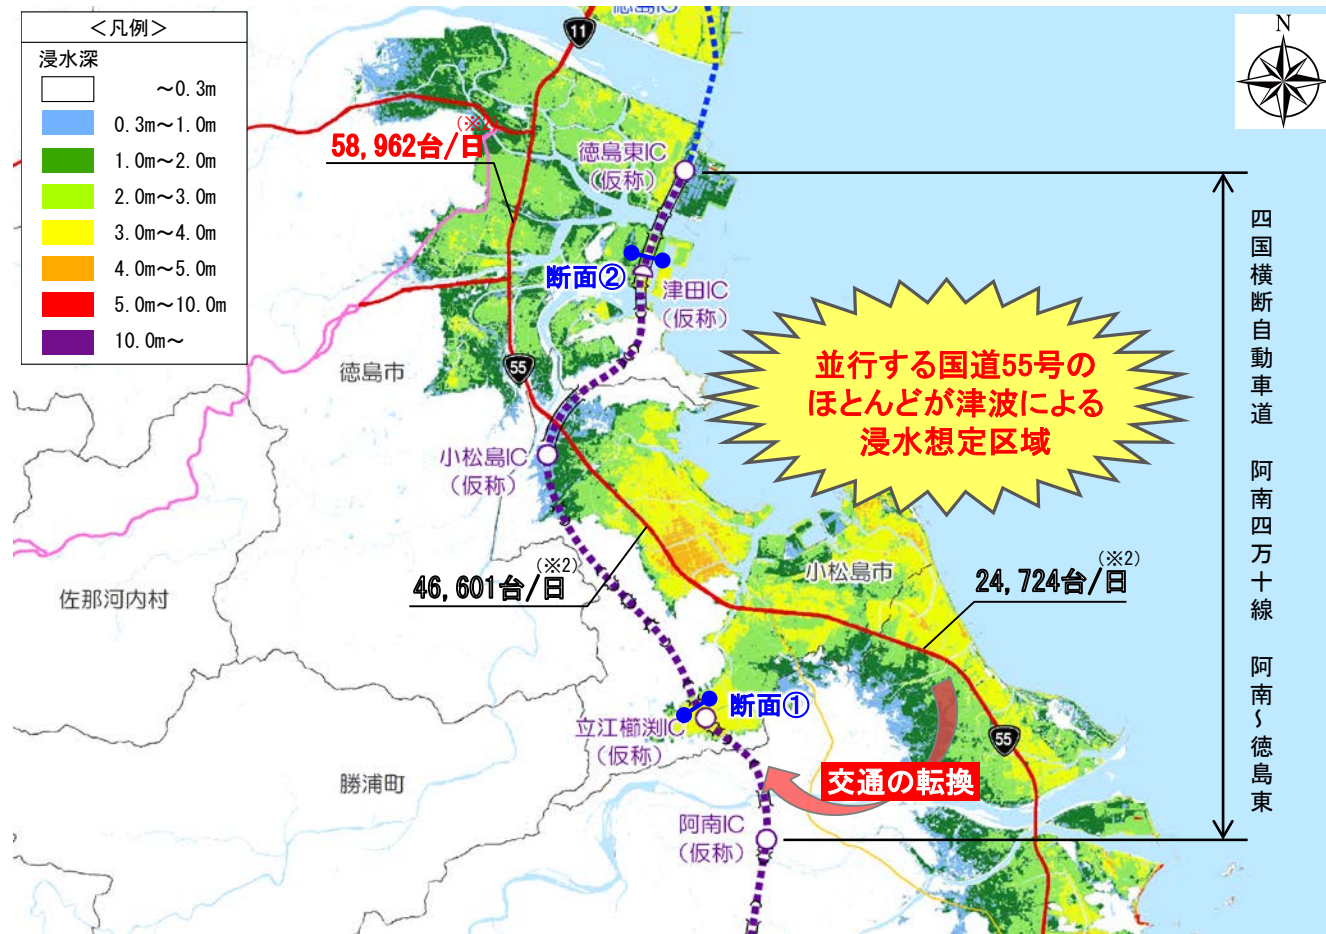 ＜凡例＞
浸水深
～0.3m
0.3m～1.0m
1.0m～2.0m
2.0m～3.0m
3.0m～4.0m
4.0m～5.0m
5.0m～10.0m
10.0m～
11
N
58,962台/日
徳島東IC
（仮称）
断面②
津田IC
（仮称）
55
徳島市
並行する国道55号の
ほとんどが津波による
浸水想定区域
小松島IC
（仮称）
46,601台/日
(※2)
小松島市
24,724台/日
(※2)
佐那河内村
断面①
立江櫛渕IC
（仮称）
55
勝浦町
交通の転換
阿南IC
（仮称）
四国横断自動車道　阿南四万十線　阿南～徳島東